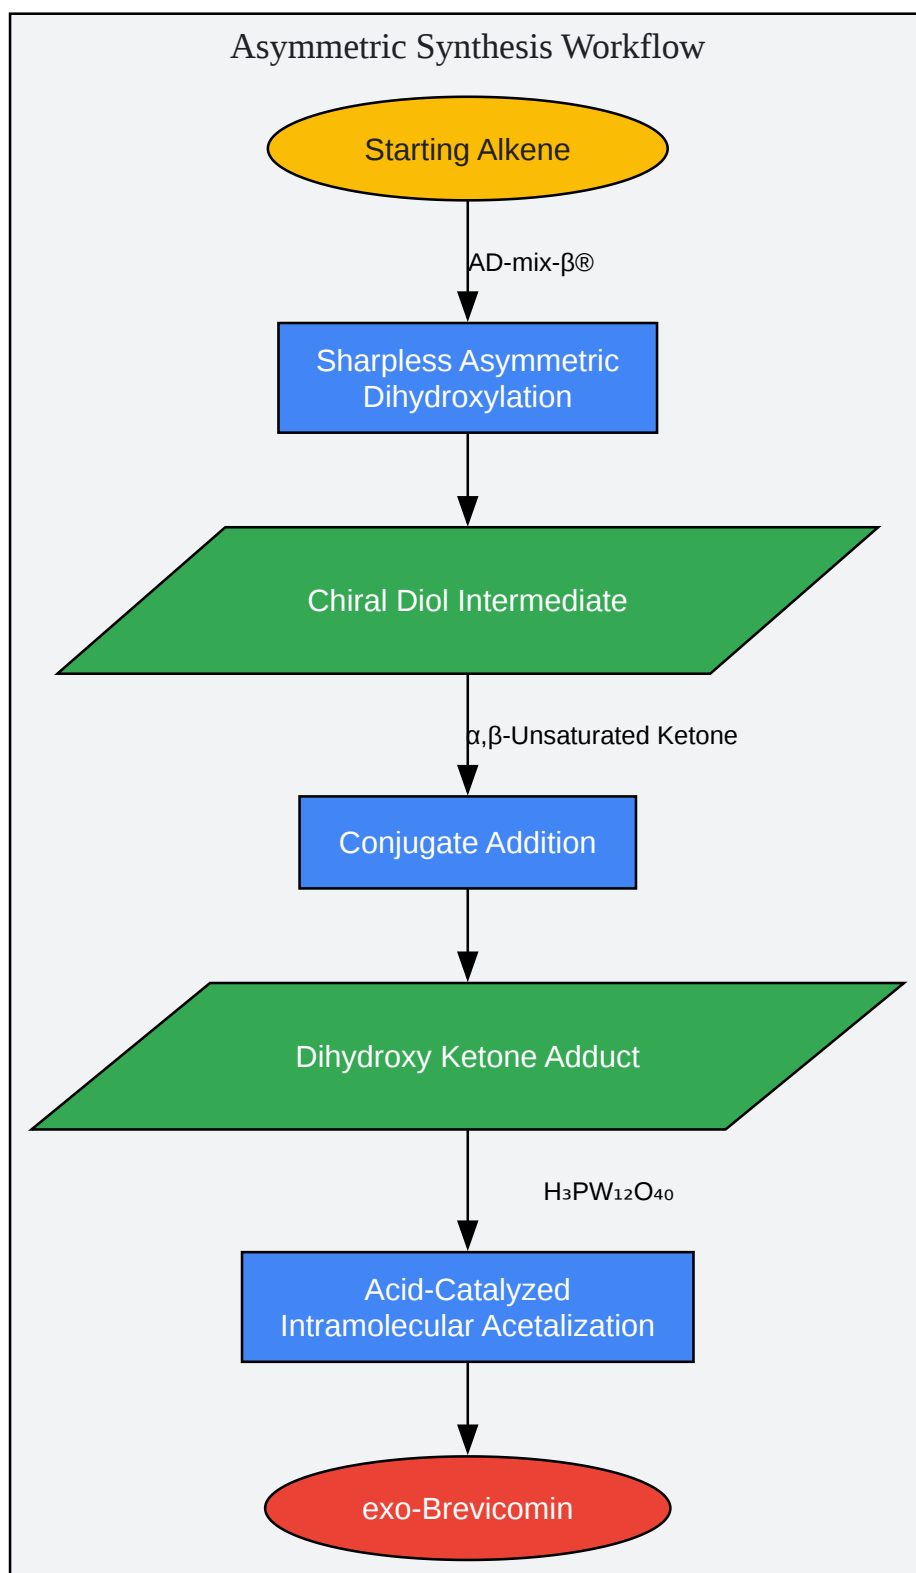 Asymmetric Synthesis Workflow
Starting Alkene
AD-mix-β®
Sharpless Asymmetric
Dihydroxylation
Chiral Diol Intermediate
α,β-Unsaturated Ketone
Conjugate Addition
Dihydroxy Ketone Adduct
H₃PW₁₂O₄₀
Acid-Catalyzed
Intramolecular Acetalization
exo-Brevicomin